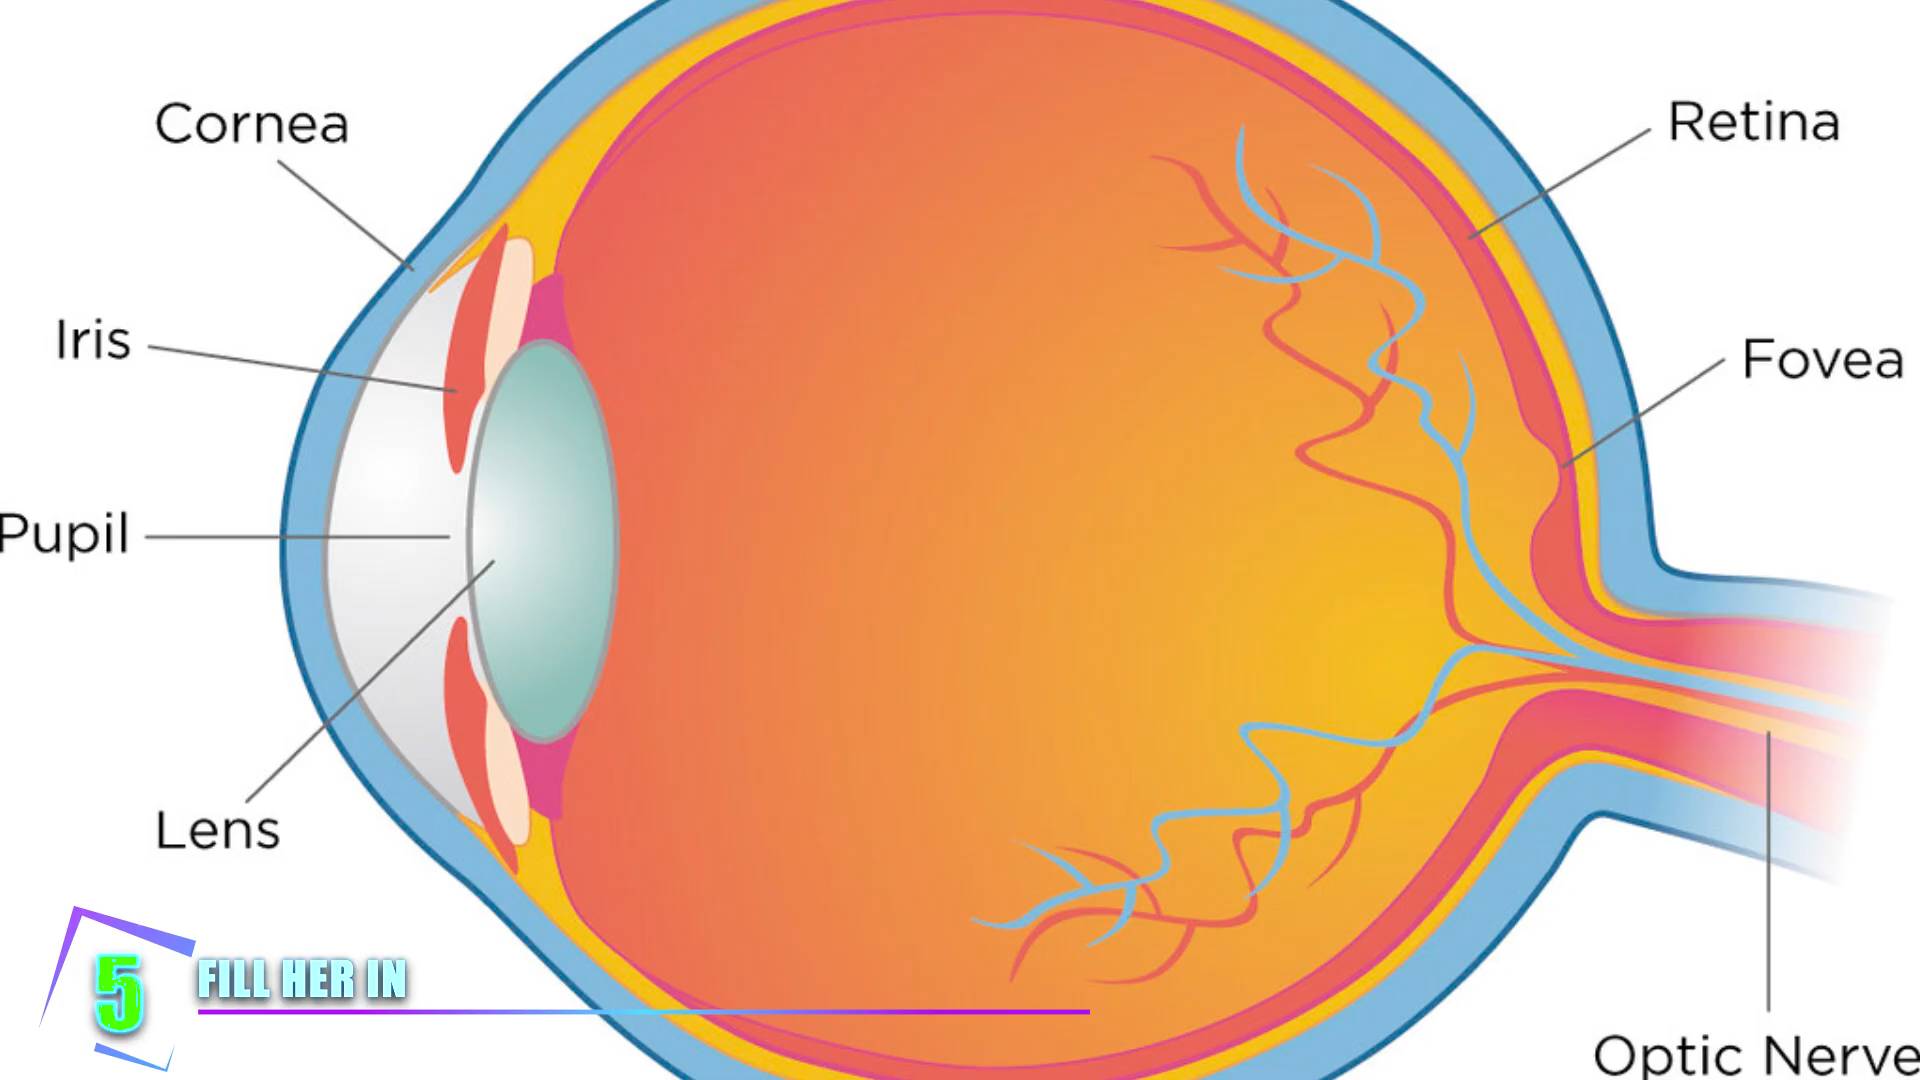 Cornea
Retina
Iris
Fovea
Pupil
Lens
5
FILL HER IN
Optic Nerve